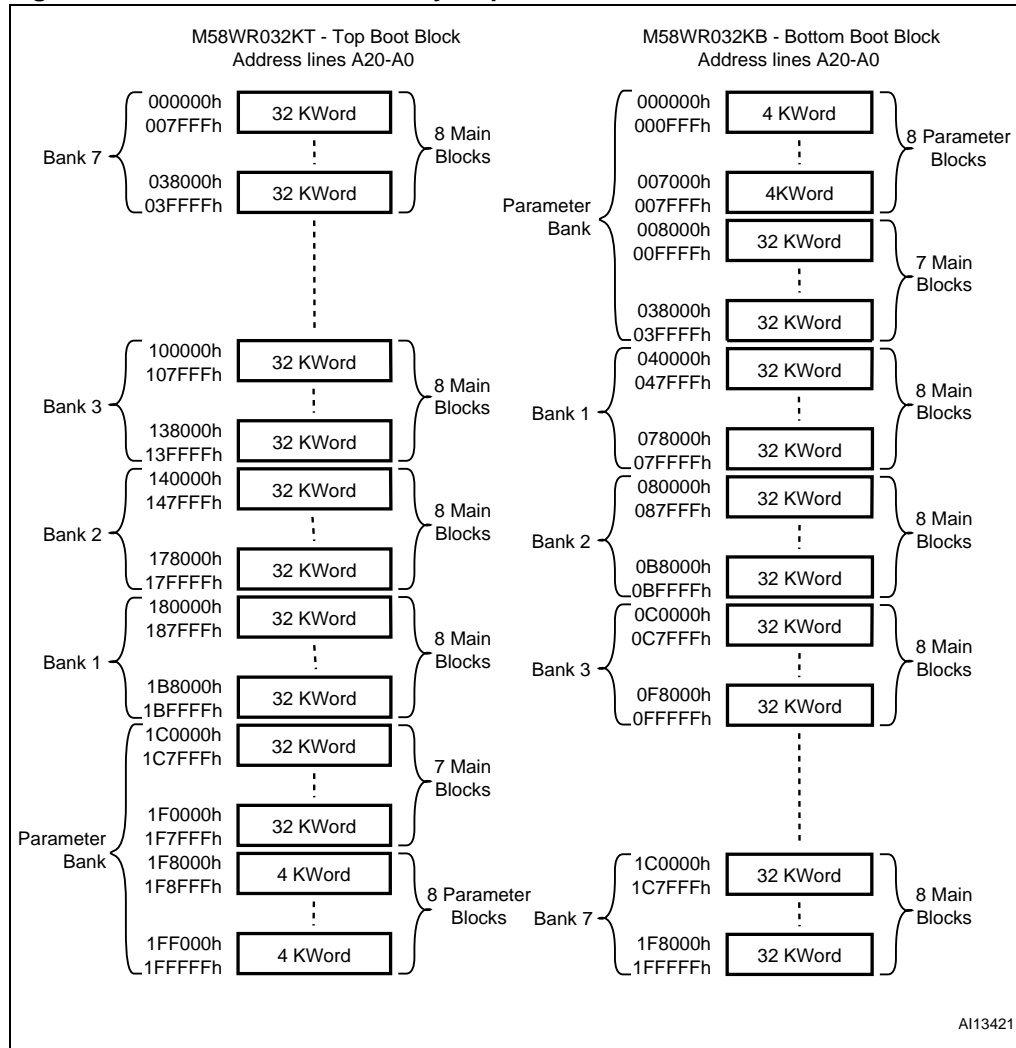 M58WR032KT - Top Boot Block
Address lines A20-A0
000000h
007FFFh
32 KWord
Bank 7
8 Main
Blocks
038000h
03FFFFh
32 KWord
100000h
107FFFh
32 KWord
Bank 3
8 Main
Blocks
138000h
13FFFFh
32 KWord
140000h
147FFFh
32 KWord
Bank 2
8 Main
Blocks
178000h
17FFFFh
32 KWord
180000h
187FFFh
32 KWord
Bank 1
8 Main
Blocks
1B8000h
1BFFFFh
32 KWord
1C0000h
1C7FFFh
32 KWord
7 Main
Blocks
1F0000h
1F7FFFh
32 KWord
Parameter
Bank
1F8000h
1F8FFFh
4 KWord
8 Parameter
Blocks
1FF000h
1FFFFFh
4 KWord
M58WR032KB - Bottom Boot Block
Address lines A20-A0
000000h
000FFFh
4 KWord
8 Parameter
Blocks
007000h
007FFFh
4KWord
Parameter
Bank
008000h
00FFFFh
32 KWord
7 Main
Blocks
038000h
03FFFFh
32 KWord
040000h
047FFFh
32 KWord
Bank 1
8 Main
Blocks
078000h
07FFFFh
32 KWord
080000h
087FFFh
32 KWord
Bank 2
8 Main
Blocks
0B8000h
0BFFFFh
32 KWord
0C0000h
0C7FFFh
32 KWord
Bank 3
8 Main
Blocks
0F8000h
0FFFFFh
32 KWord
1C0000h
1C7FFFh
32 KWord
Bank 7
8 Main
Blocks
1F8000h
1FFFFFh
32 KWord
AI13421